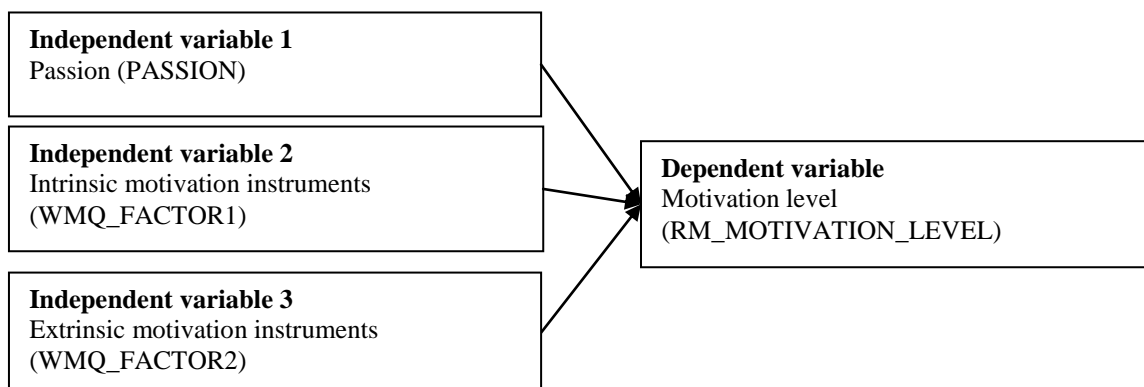 Independent variable 1
Passion (PASSION)
Independent variable 2
Intrinsic motivation instruments
(WMQ_FACTOR1)
Independent variable 3
Extrinsic motivation instruments
(WMQ_FACTOR2)
Dependent variable
Motivation level
(RM_MOTIVATION_LEVEL)